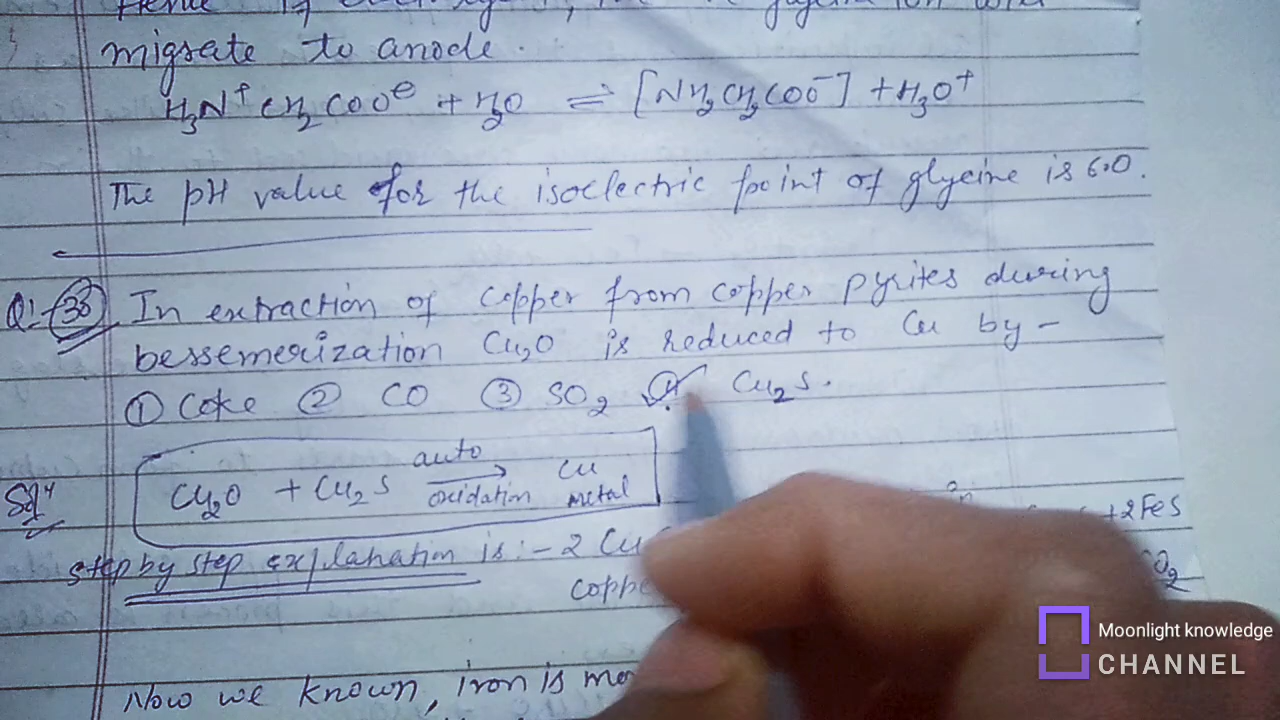 migrate to anode.
H3N+ CH2COO⊖ + H2O ⇌ [NH2CH2COO-] + H3O+
The pH value for the isoelectric point of glycine is 6.0.
Q:- 38 In extraction of copper from copper pyrites during
bessemerization Cu2O is reduced to Cu by -
① Coke ② CO ③ SO2 ④ Cu2S.
Cu2O + Cu2S auto oxidation → Cu metal
Sol4
+2FeS
step by step explanation is :- 2 Cu
Now we known, iron is
Moonlight knowledge
CHANNEL